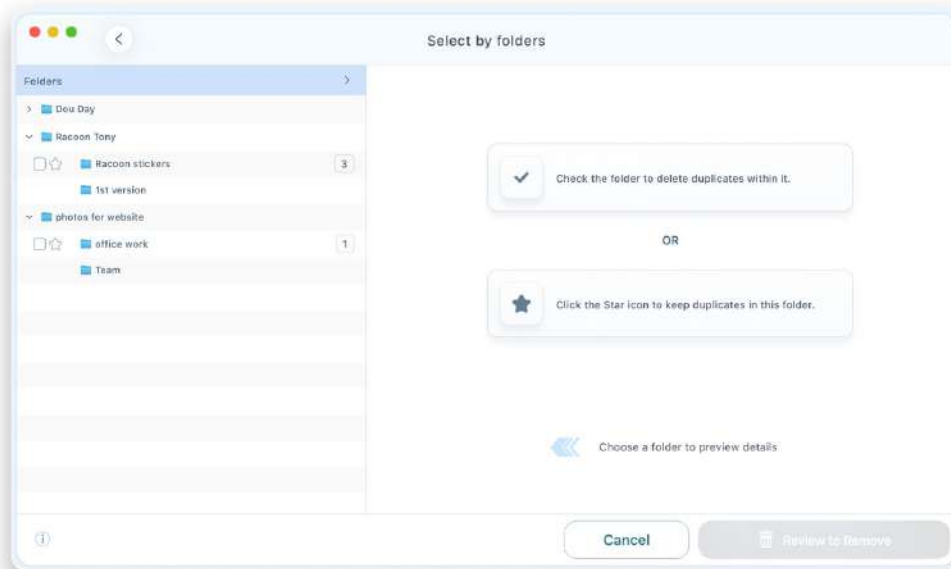 Select by folders
Folders
Dou Day
Racoon Tony
Racoon stickers 3
1st version
photos for website
office work 1
Team
Check the folder to delete duplicates within it.
OR
Click the Star icon to keep duplicates in this folder.
Choose a folder to preview details
Cancel
Review to Remove